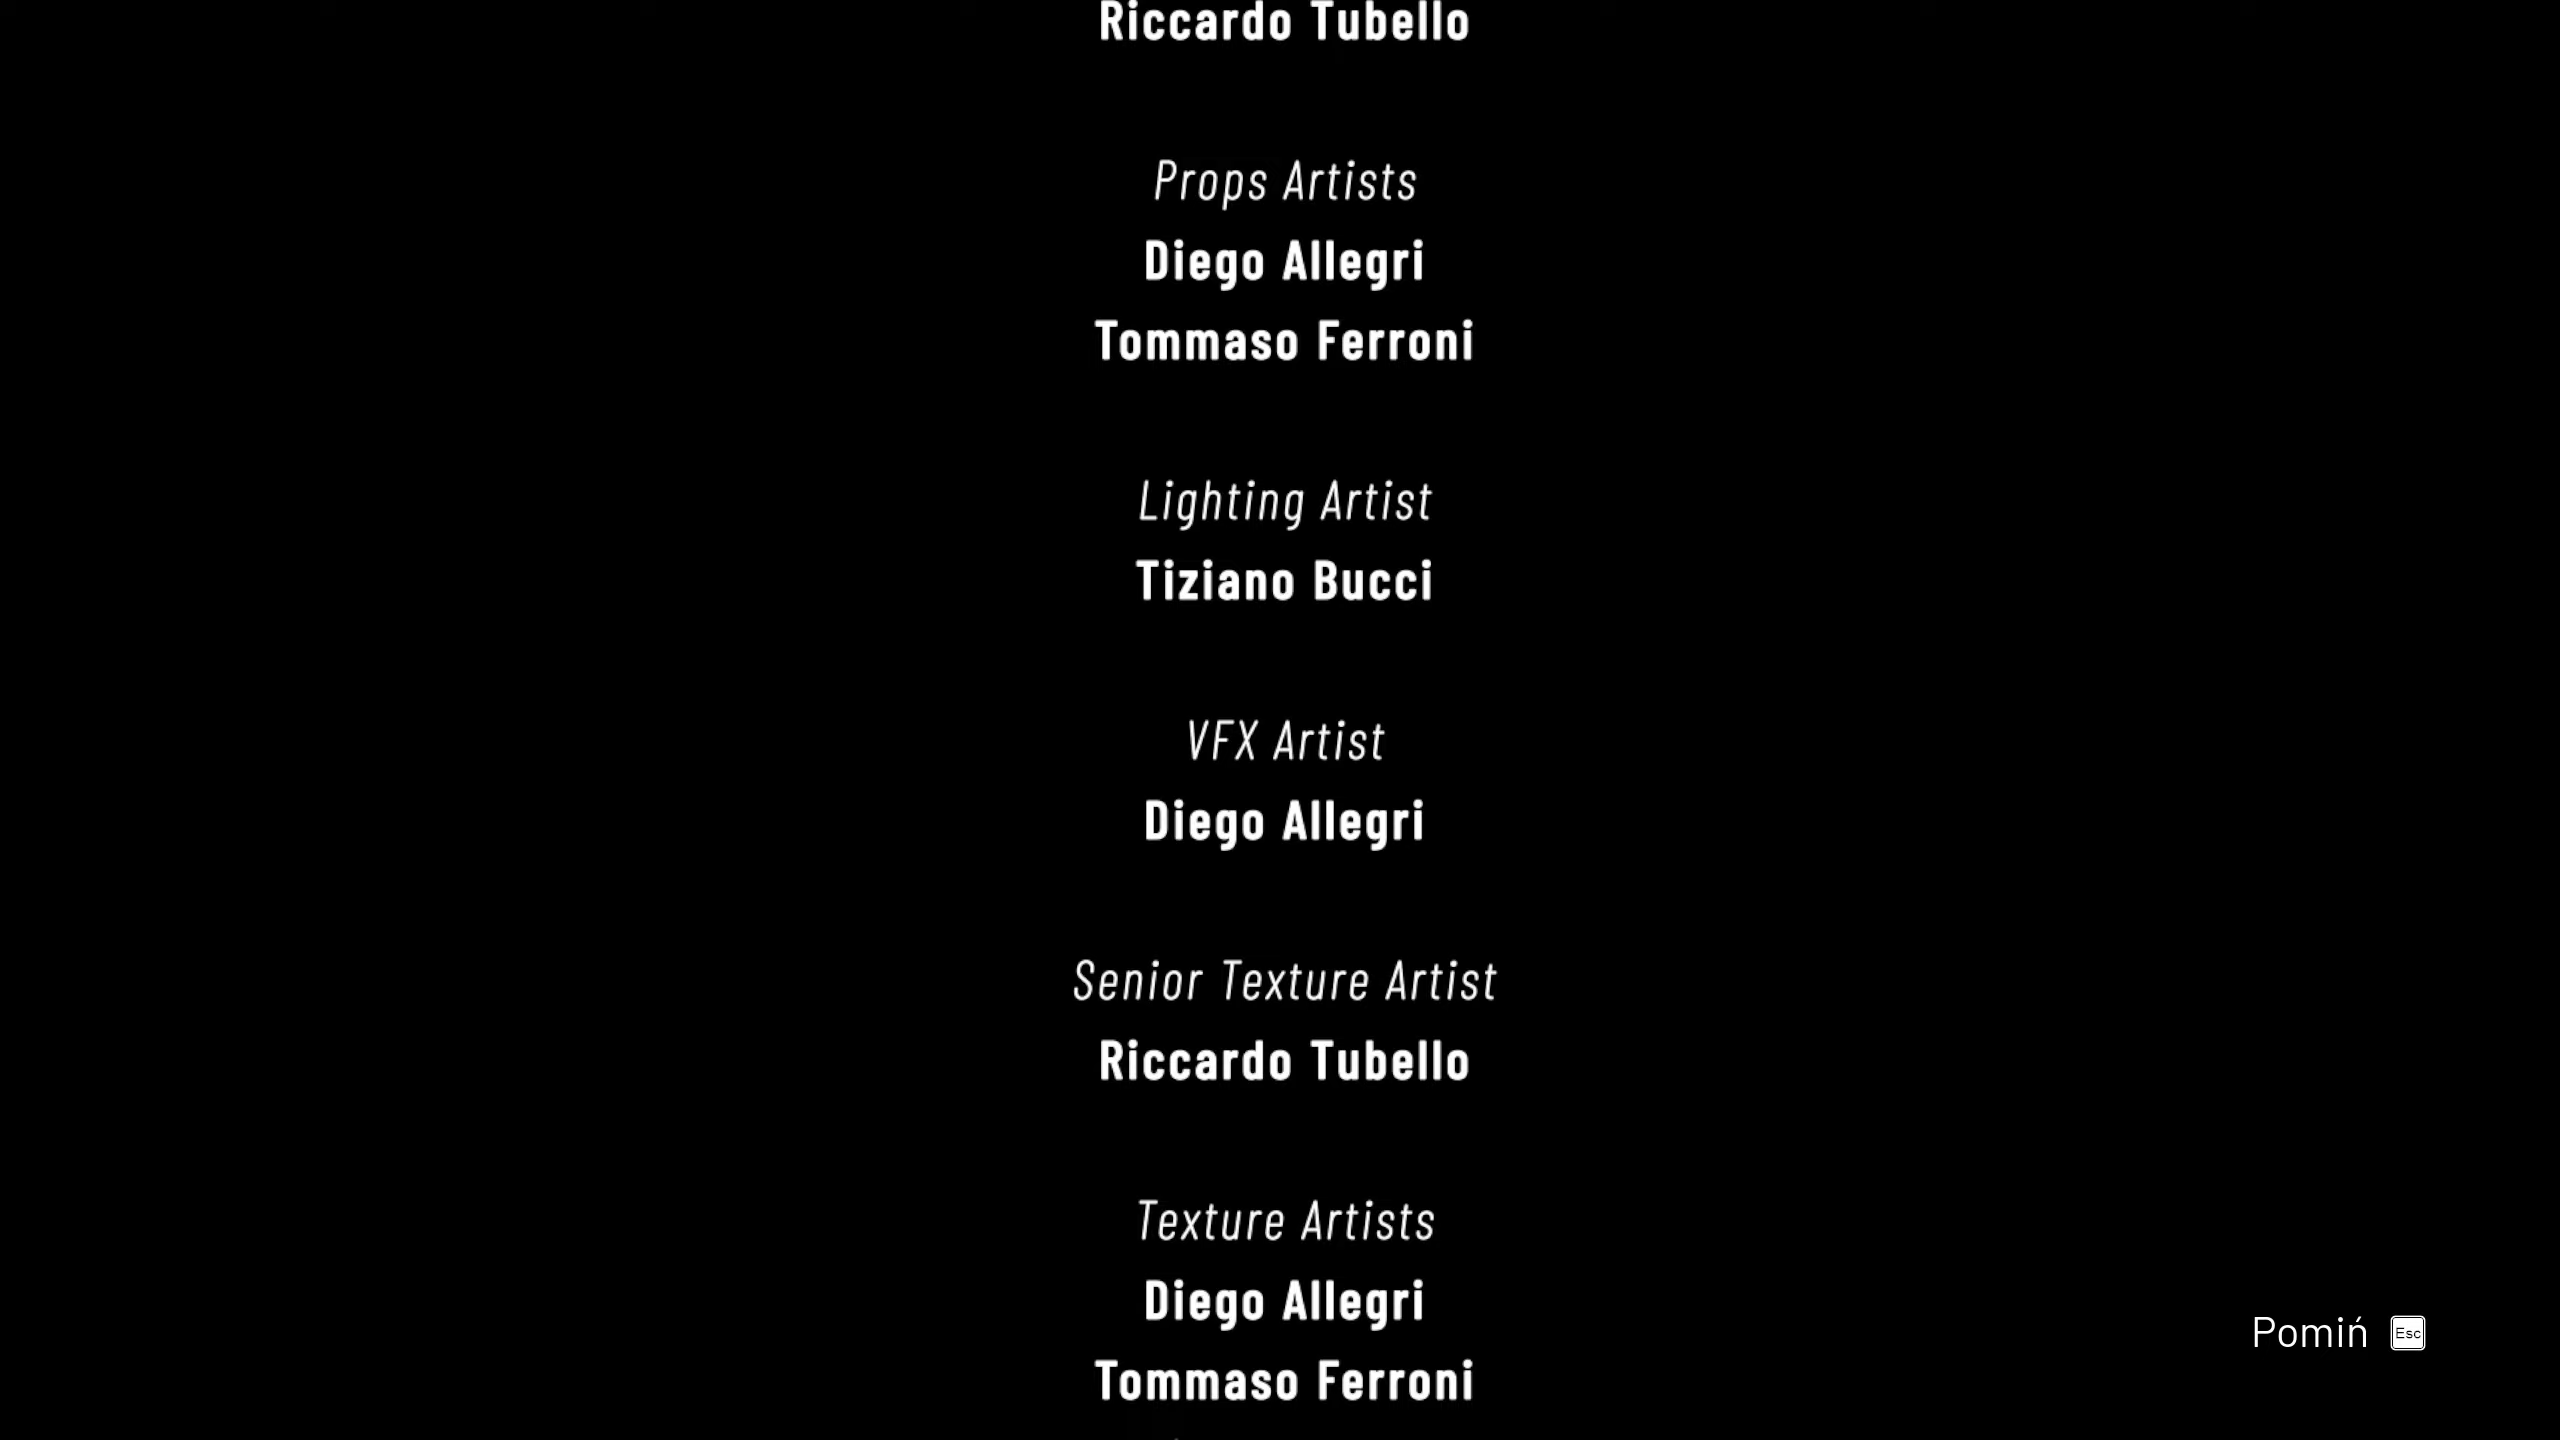 Riccardo Tubello
Props Artists
Diego Allegri
Tommaso Ferroni
Lighting Artist
Tiziano Bucci
VFX Artist
Diego Allegri
Senior Texture Artist
Riccardo Tubello
Texture Artists
Diego Allegri
Tommaso Ferroni
Pomiń Esc